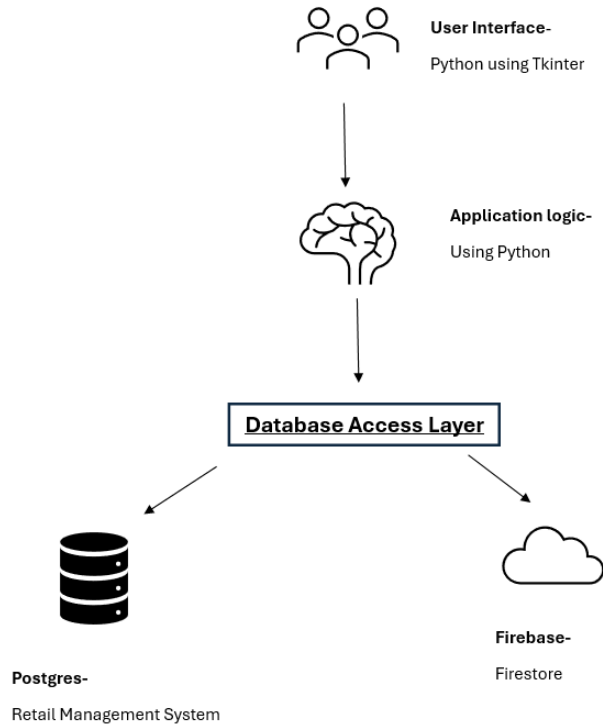 User Interface-
Python using Tkinter
Application logic-
Using Python
Database Access Layer
Firebase-
Firestore
Postgres-
Retail Management System